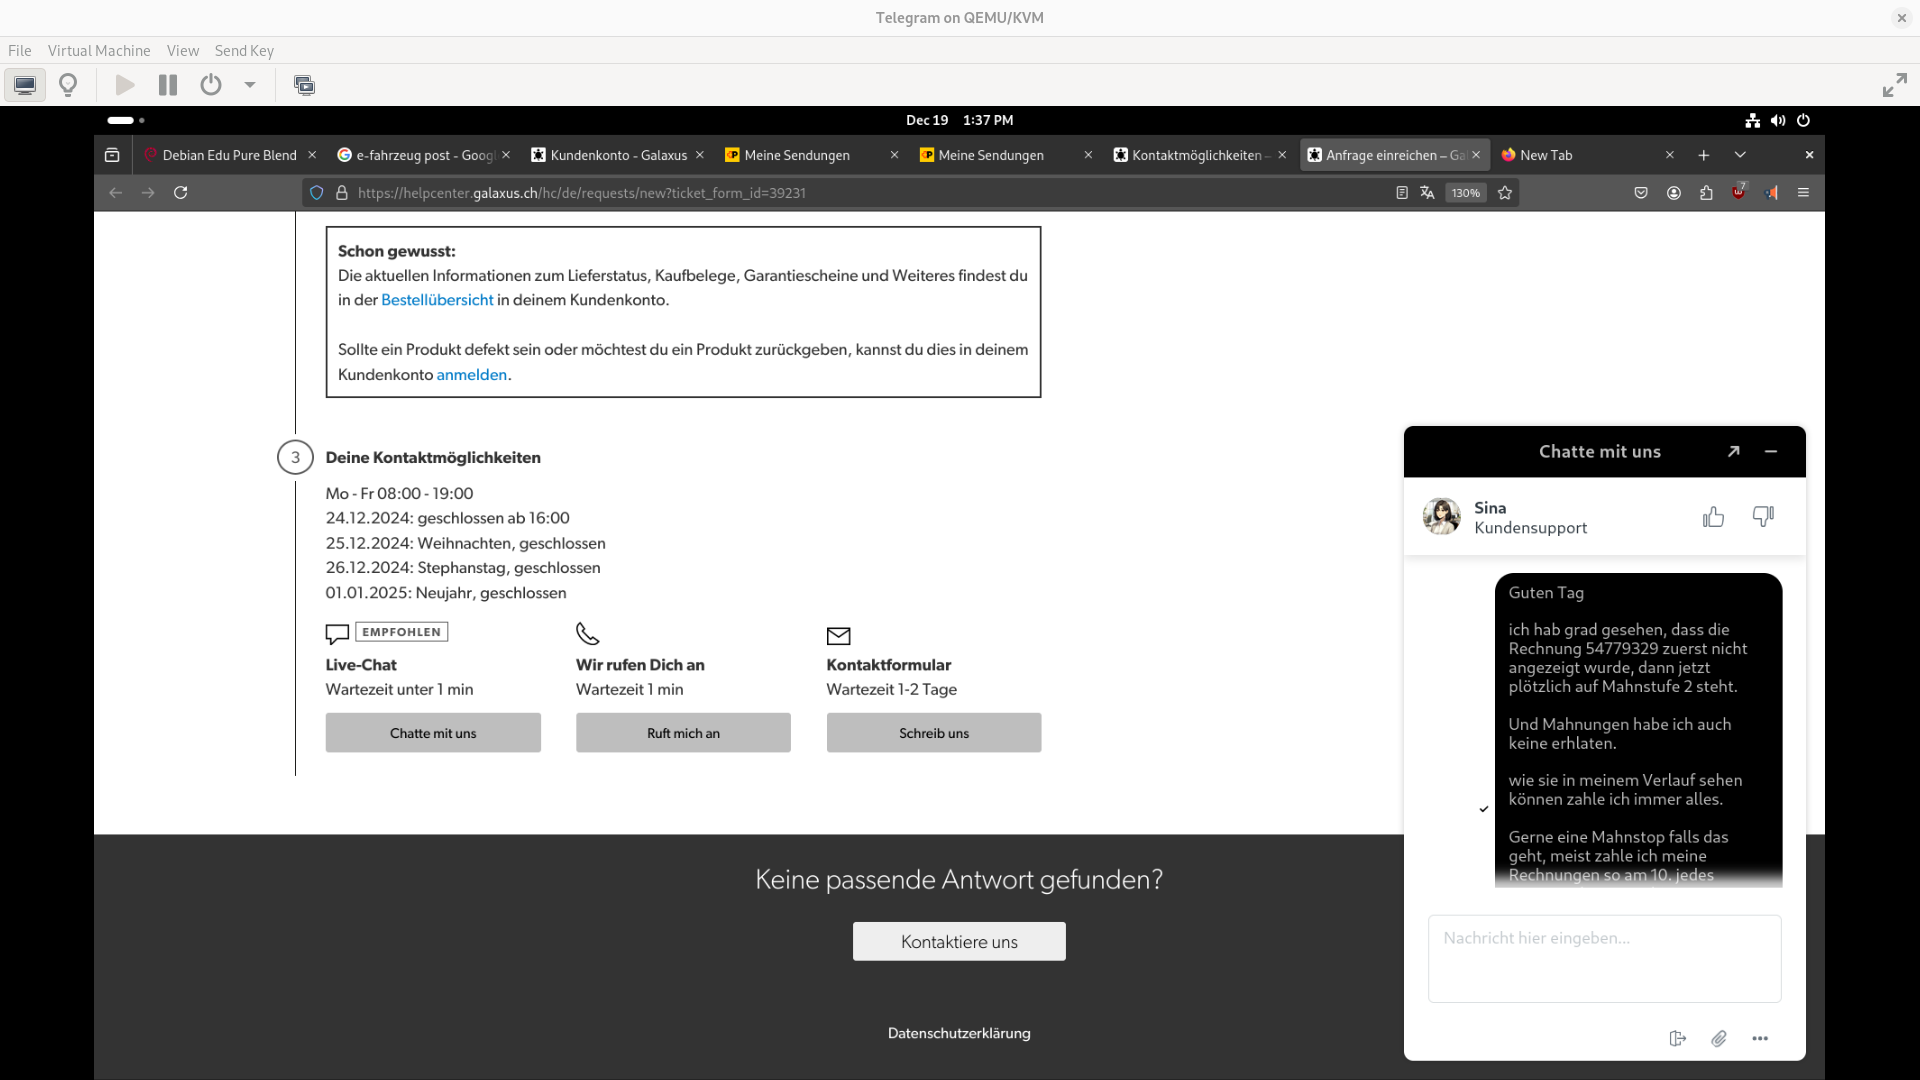 Telegram on QEMU/KVM
File Virtual Machine View Send Key
Dec 19 1:37 PM
Debian Edu Pure Blend
e-fahrzeug post - Googl
Kundenkonto - Galaxus
Meine Sendungen
Meine Sendungen
Kontaktmöglichkeiten –
Anfrage einreichen – Ga
New Tab
https://helpcenter.galaxus.ch/hc/de/requests/new?ticket_form_id=39231
130%
7
Schon gewusst:
Die aktuellen Informationen zum Lieferstatus, Kaufbelege, Garantiescheine und Weiteres findest du
in der Bestellübersicht in deinem Kundenkonto.
Sollte ein Produkt defekt sein oder möchtest du ein Produkt zurückgeben, kannst du dies in deinem
Kundenkonto anmelden.
3 Deine Kontaktmöglichkeiten
Mo - Fr 08:00 - 19:00
24.12.2024: geschlossen ab 16:00
25.12.2024: Weihnachten, geschlossen
26.12.2024: Stephanstag, geschlossen
01.01.2025: Neujahr, geschlossen
EMPFOHLEN
Live-Chat
Wartezeit unter 1 min
Chatte mit uns
Wir rufen Dich an
Wartezeit 1 min
Ruft mich an
Kontaktformular
Wartezeit 1-2 Tage
Schreib uns
Keine passende Antwort gefunden?
Kontaktiere uns
Datenschutzerklärung
Chatte mit uns
Sina
Kundensupport
Guten Tag
ich hab grad gesehen, dass die
Rechnung 54779329 zuerst nicht
angezeigt wurde, dann jetzt
plötzlich auf Mahnstufe 2 steht.
Und Mahnungen habe ich auch
keine erhlaten.
wie sie in meinem Verlauf sehen
können zahle ich immer alles.
Gerne eine Mahnstop falls das
geht, meist zahle ich meine
Rechnungen so am 10. jedes
Nachricht hier eingeben...